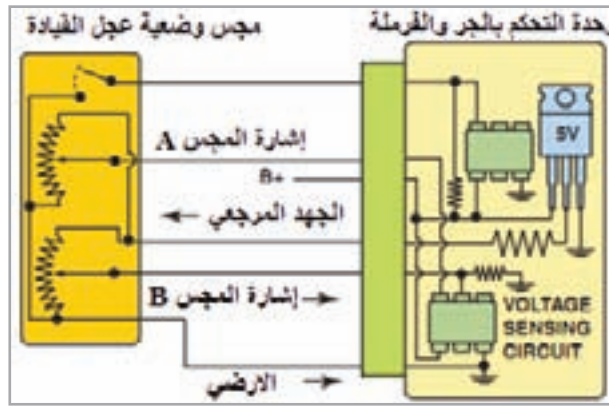 مجس وضعية عجل القيادة
وحدة التحكم بالجر والفرملة
5V
إشارة المجس A
B+
الجهد المرجعي
إشارة المجس B
VOLTAGE
SENSING
CIRCUIT
الارضي